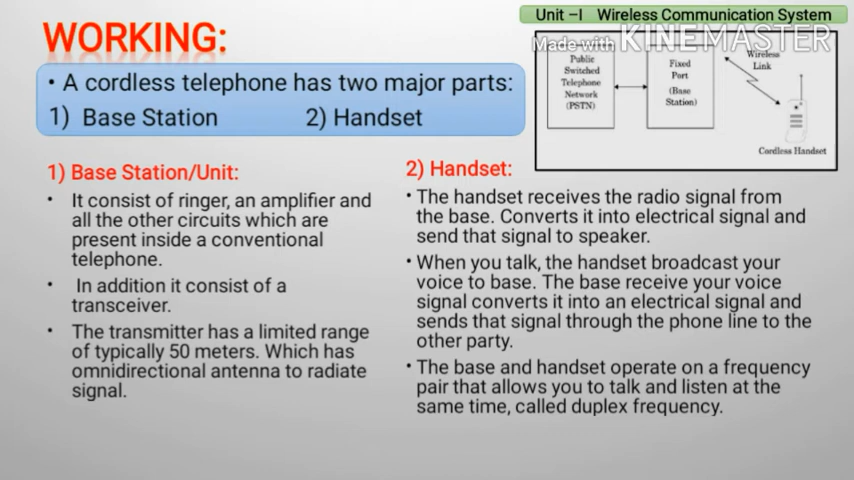 Unit –I Wireless Communication System
WORKING:
Made with KINEMASTER
• A cordless telephone has two major parts:
1) Base Station 2) Handset
Public
Switched
Telephone
Network
(PSTN)
Fixed
Port
(Base
Station)
Wireless
Link
Cordless Handset
1) Base Station/Unit:
• It consist of ringer, an amplifier and
all the other circuits which are
present inside a conventional
telephone.
• In addition it consist of a
transceiver.
• The transmitter has a limited range
of typically 50 meters. Which has
omnidirectional antenna to radiate
signal.
2) Handset:
• The handset receives the radio signal from
the base. Converts it into electrical signal and
send that signal to speaker.
• When you talk, the handset broadcast your
voice to base. The base receive your voice
signal converts it into an electrical signal and
sends that signal through the phone line to the
other party.
• The base and handset operate on a frequency
pair that allows you to talk and listen at the
same time, called duplex frequency.